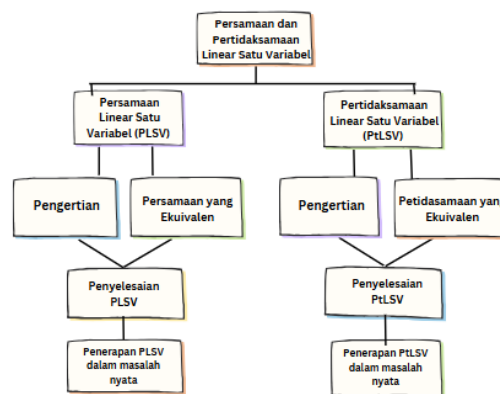 Persamaan dan
Pertidaksamaan
Linear Satu Variabel
Persamaan
Linear Satu
Variabel (PLSV)
Pertidaksamaan
Linear Satu Variabel
(PtLSV)
Pengertian
Persamaan yang
Ekuivalen
Pengertian
Petidasamaan yang
Ekuivalen
Penyelesaian
PLSV
Penyelesaian
PtLSV
Penerapan PLSV
dalam masalah
nyata
Penerapan PtLSV
dalam masalah
nyata